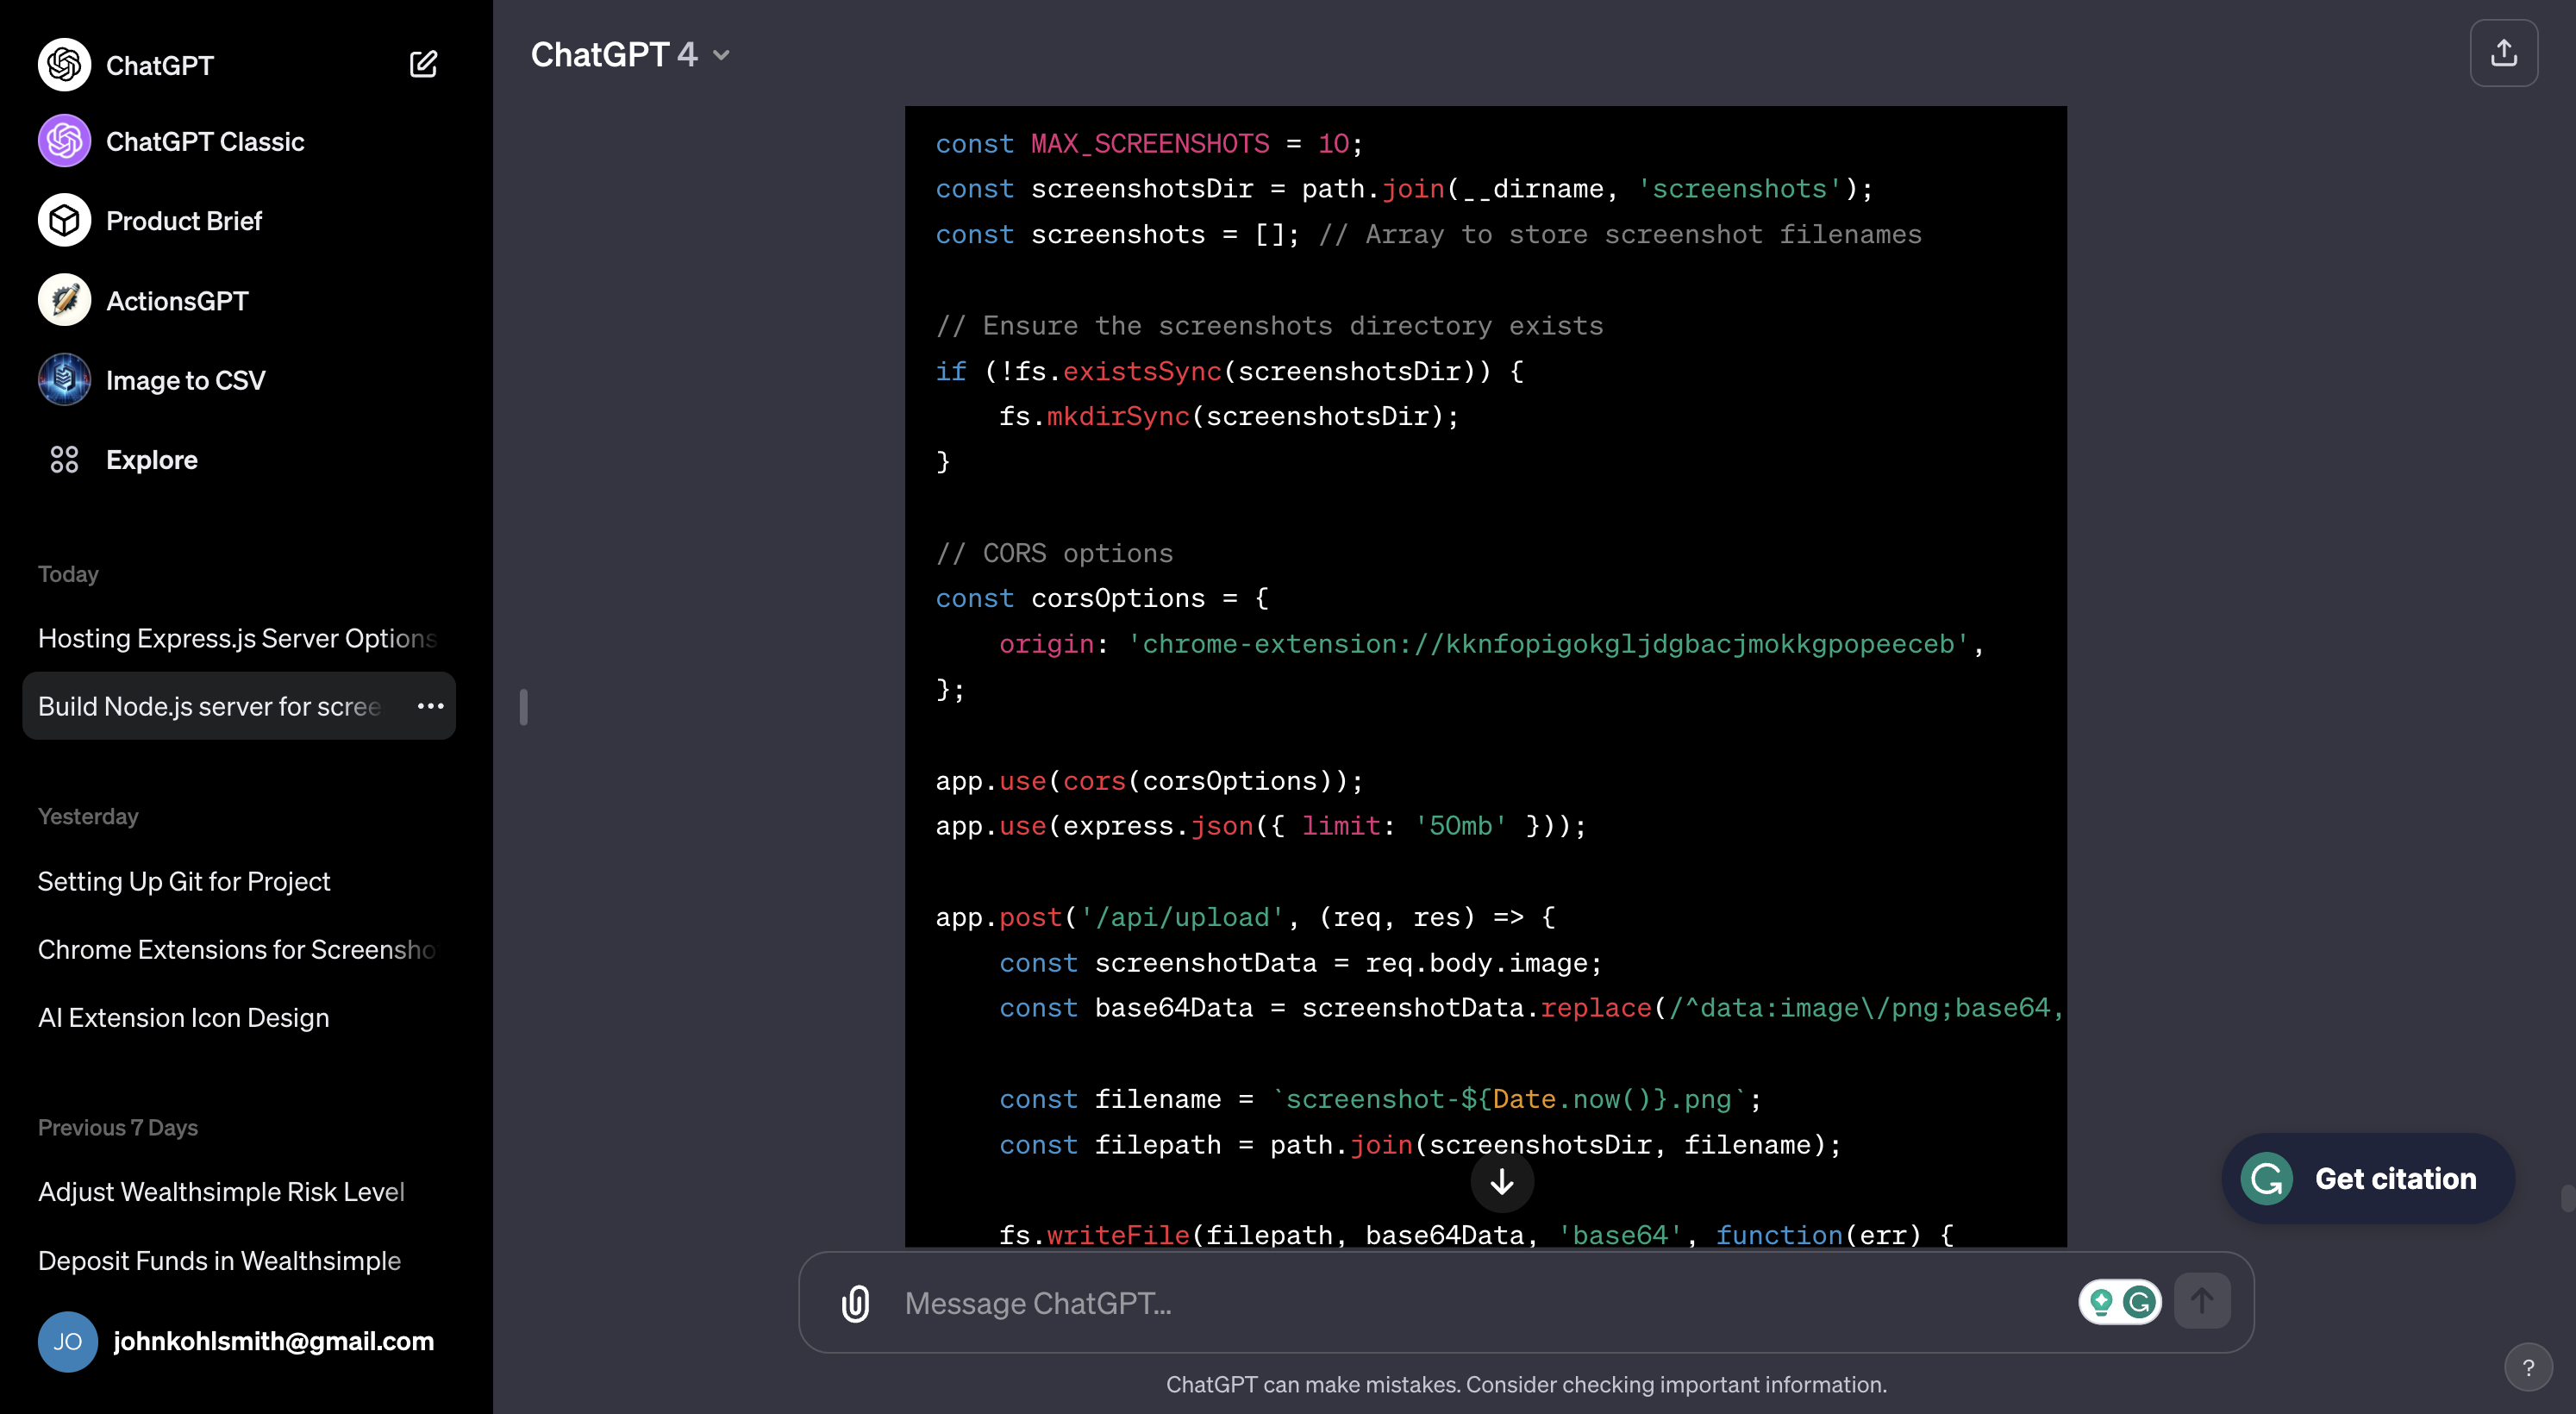 ChatGPT
ChatGPT Classic
Product Brief
ActionsGPT
Image to CSV
Explore
Today
Hosting Express.js Server Options
Build Node.js server for scree
Yesterday
Setting Up Git for Project
Chrome Extensions for Screensho
AI Extension Icon Design
Previous 7 Days
Adjust Wealthsimple Risk Level
Deposit Funds in Wealthsimple
JO johnkohlsmith@gmail.com
ChatGPT 4
const MAX_SCREENSHOTS = 10;
const screenshotsDir = path.join(__dirname, 'screenshots');
const screenshots = []; // Array to store screenshot filenames
// Ensure the screenshots directory exists
if (!fs.existsSync(screenshotsDir)) {
    fs.mkdirSync(screenshotsDir);
}
// CORS options
const corsOptions = {
    origin: 'chrome-extension://kknfopigokgljdgbacjmokkgpopeeceb',
};
app.use(cors(corsOptions));
app.use(express.json({ limit: '50mb' }));
app.post('/api/upload', (req, res) => {
    const screenshotData = req.body.image;
    const base64Data = screenshotData.replace(/^data:image\/png;base64,
    const filename = `screenshot-${Date.now()}.png`;
    const filepath = path.join(screenshotsDir, filename);
    fs.writeFile(filepath, base64Data, 'base64', function(err) {
Get citation
Message ChatGPT...
ChatGPT can make mistakes. Consider checking important information.
?